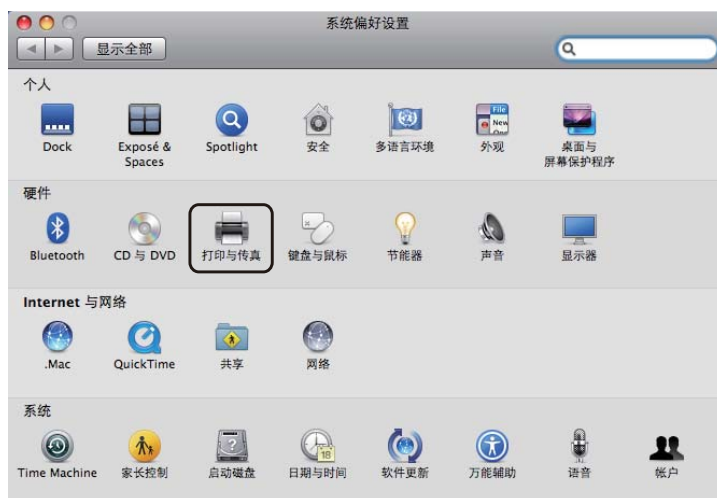 系统偏好设置
显示全部
个人
Dock
Exposé & Spaces
Spotlight
安全
多语言环境
File
New
外观
桌面与
屏幕保护程序
硬件
Bluetooth
CD 与 DVD
打印与传真
键盘与鼠标
节能器
声音
显示器
Internet 与网络
.Mac
QuickTime
共享
网络
系统
Time Machine
家长控制
启动磁盘
18
日期与时间
软件更新
万能辅助
语音
帐户